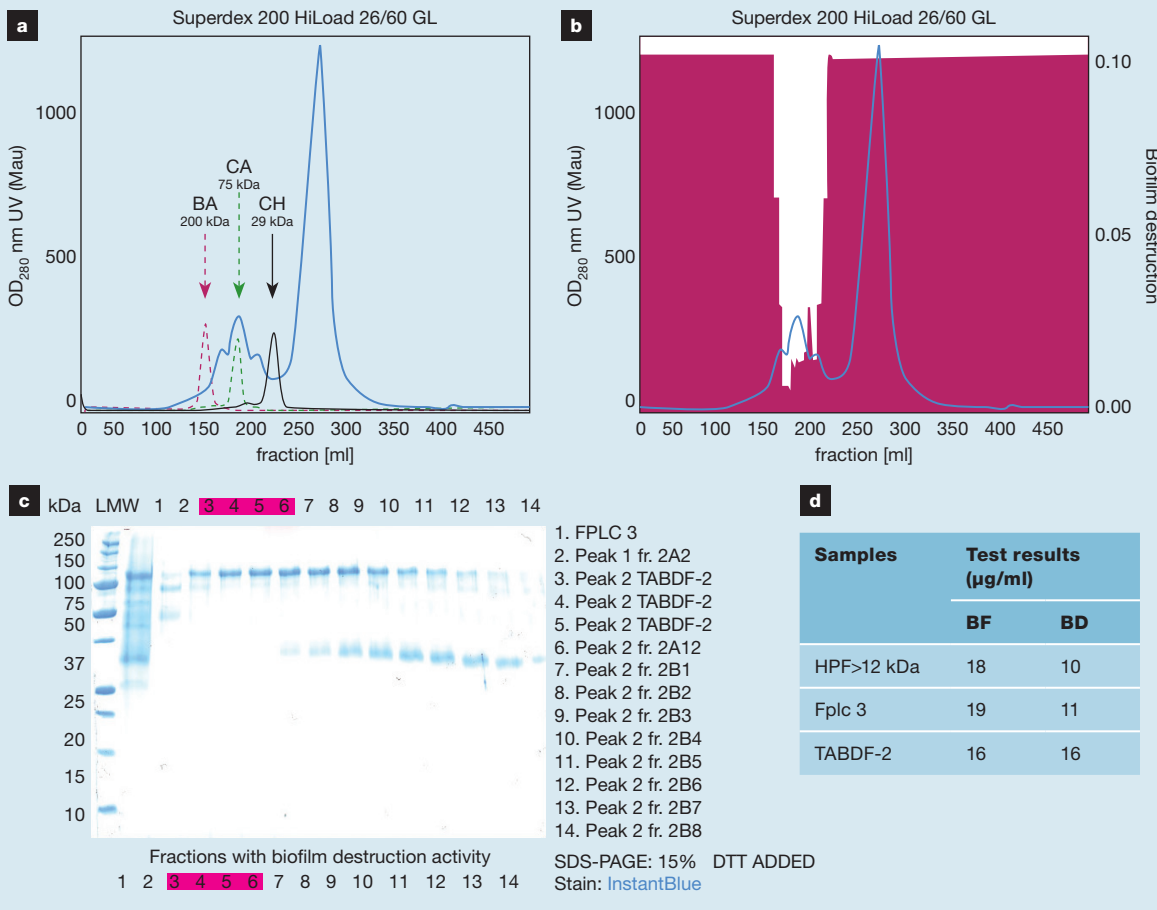 a
Superdex 200 HiLoad 26/60 GL
OD280 nm UV (Mau)
1000
500
0
BA
200 kDa
CA
75 kDa
CH
29 kDa
0 50 100 150 200 250 300 350 400 450
fraction [ml]
b
Superdex 200 HiLoad 26/60 GL
OD280 nm UV (Mau)
1000
500
0
0.10
0.05
0.00
Biofilm destruction
0 50 100 150 200 250 300 350 400 450
fraction [ml]
c
kDa LMW 1 2 3 4 5 6 7 8 9 10 11 12 13 14
250
150
100
75
50
37
25
20
15
10
Fractions with biofilm destruction activity
1 2 3 4 5 6 7 8 9 10 11 12 13 14
1. FPLC 3
2. Peak 1 fr. 2A2
3. Peak 2 TABDF-2
4. Peak 2 TABDF-2
5. Peak 2 TABDF-2
6. Peak 2 fr. 2A12
7. Peak 2 fr. 2B1
8. Peak 2 fr. 2B2
9. Peak 2 fr. 2B3
10. Peak 2 fr. 2B4
11. Peak 2 fr. 2B5
12. Peak 2 fr. 2B6
13. Peak 2 fr. 2B7
14. Peak 2 fr. 2B8
SDS-PAGE: 15% DTT ADDED
Stain: InstantBlue
d
Samples Test results
(µg/ml)
BF BD
HPF>12 kDa 18 10
Fplc 3 19 11
TABDF-2 16 16